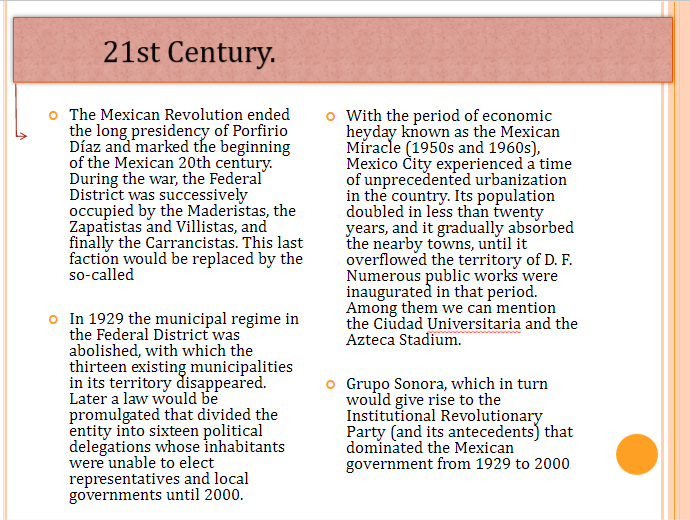 21st Century.
The Mexican Revolution ended
the long presidency of Porfirio
Díaz and marked the beginning
of the Mexican 20th century.
During the war, the Federal
District was successively
occupied by the Maderistas, the
Zapatistas and Villistas, and
finally the Carrancistas. This last
faction would be replaced by the
so-called
In 1929 the municipal regime in
the Federal District was
abolished, with which the
thirteen existing municipalities
in its territory disappeared.
Later a law would be
promulgated that divided the
entity into sixteen political
delegations whose inhabitants
were unable to elect
representatives and local
governments until 2000.
With the period of economic
heyday known as the Mexican
Miracle (1950s and 1960s),
Mexico City experienced a time
of unprecedented urbanization
in the country. Its population
doubled in less than twenty
years, and it gradually absorbed
the nearby towns, until it
overflowed the territory of D. F.
Numerous public works were
inaugurated in that period.
Among them we can mention
the Ciudad Universitaria and the
Azteca Stadium.
Grupo Sonora, which in turn
would give rise to the
Institutional Revolutionary
Party (and its antecedents) that
dominated the Mexican
government from 1929 to 2000